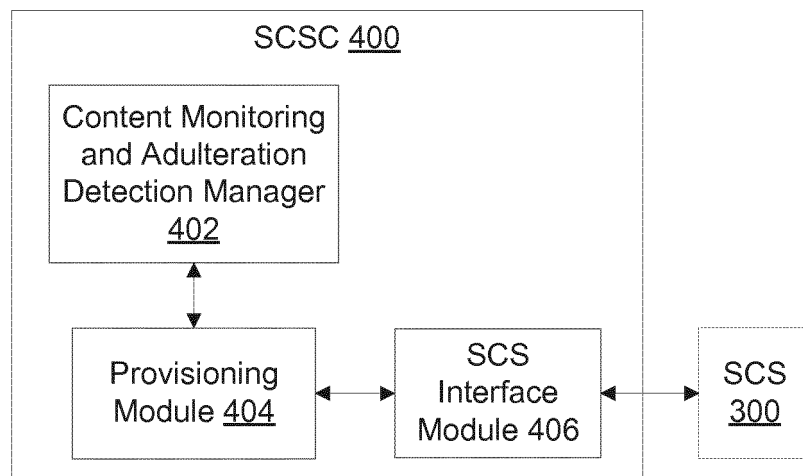 SCSC 400
Content Monitoring
and Adulteration
Detection Manager
402
Provisioning
Module 404
SCS
Interface
Module 406
SCS
300